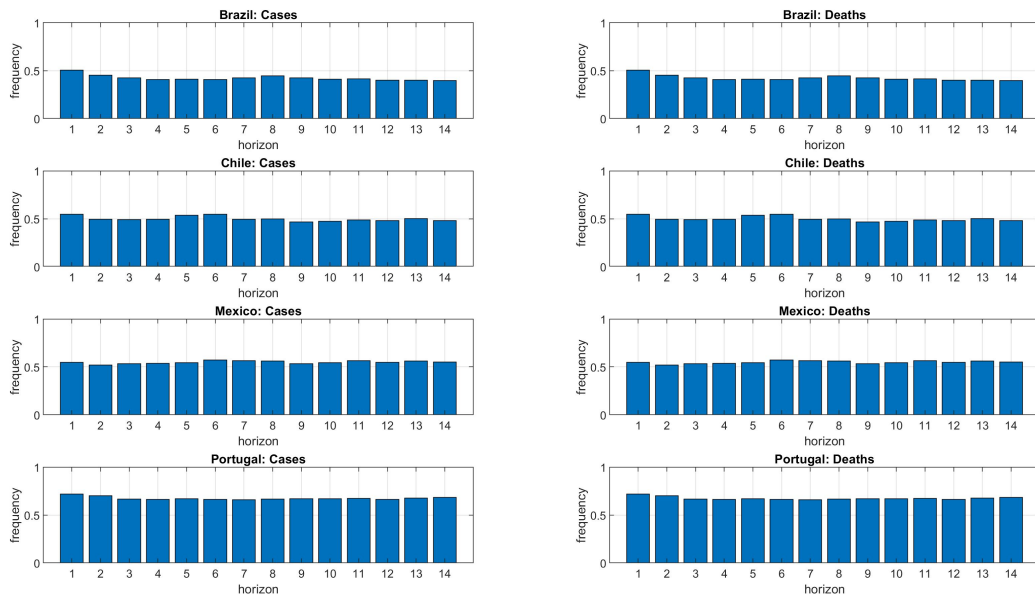 Brazil: Cases
1
0.5
0
frequency
1 2 3 4 5 6 7 8 9 10 11 12 13 14
horizon
Brazil: Deaths
1
0.5
0
frequency
1 2 3 4 5 6 7 8 9 10 11 12 13 14
horizon
Chile: Cases
1
0.5
0
frequency
1 2 3 4 5 6 7 8 9 10 11 12 13 14
horizon
Chile: Deaths
1
0.5
0
frequency
1 2 3 4 5 6 7 8 9 10 11 12 13 14
horizon
Mexico: Cases
1
0.5
0
frequency
1 2 3 4 5 6 7 8 9 10 11 12 13 14
horizon
Mexico: Deaths
1
0.5
0
frequency
1 2 3 4 5 6 7 8 9 10 11 12 13 14
horizon
Portugal: Cases
1
0.5
0
frequency
1 2 3 4 5 6 7 8 9 10 11 12 13 14
horizon
Portugal: Deaths
1
0.5
0
frequency
1 2 3 4 5 6 7 8 9 10 11 12 13 14
horizon